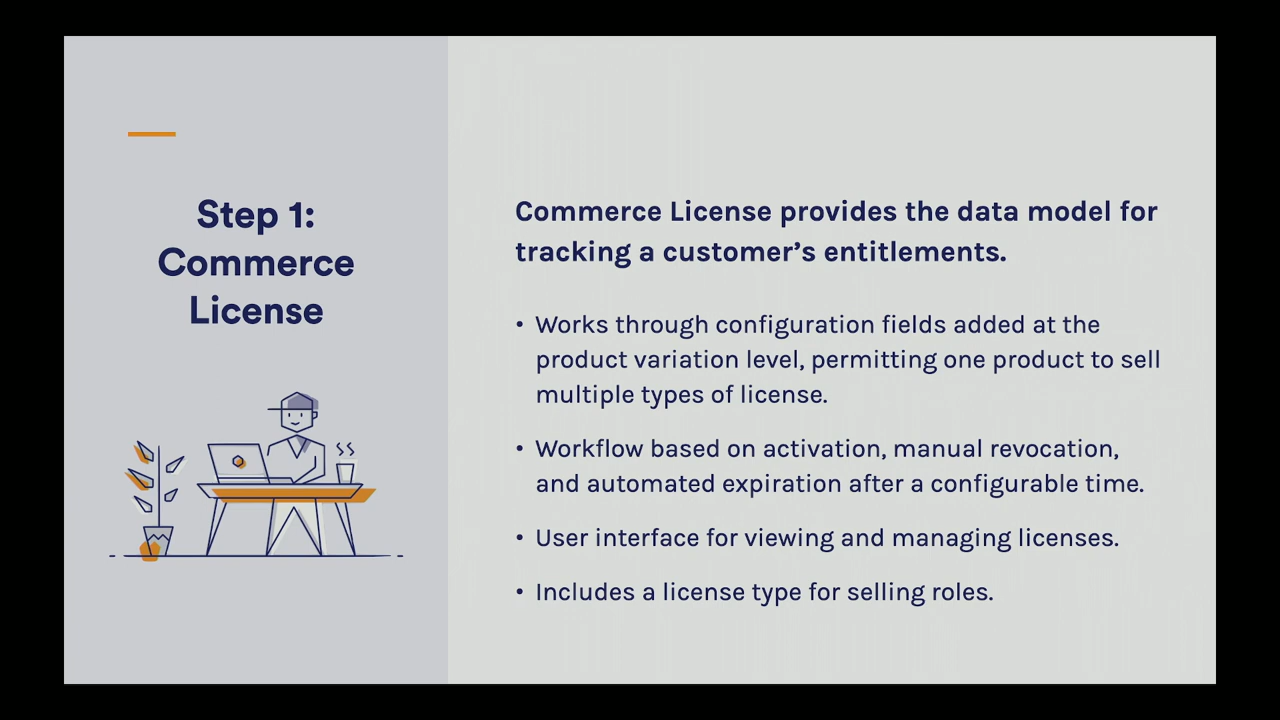 Step 1:
Commerce
License
Commerce License provides the data model for
tracking a customer’s entitlements.
• Works through configuration fields added at the
product variation level, permitting one product to sell
multiple types of license.
• Workflow based on activation, manual revocation,
and automated expiration after a configurable time.
• User interface for viewing and managing licenses.
• Includes a license type for selling roles.